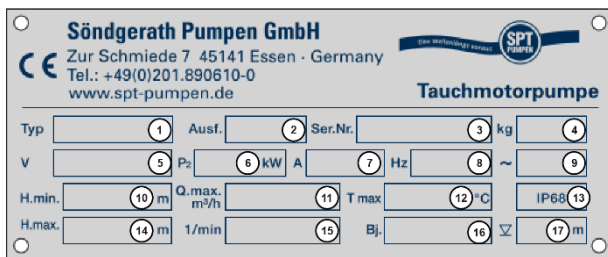 Söndgerath Pumpen GmbH
Zur Schmiede 7 45141 Essen · Germany
Tel.: +49(0)201.890610-0
www.spt-pumpen.de
Eine Wellenlänge voraus!
SPT
PUMPEN
CE
Tauchmotorpumpe
Typ 1 Ausf. 2 Ser.Nr. 3 kg 4
V 5 P2 6 kW A 7 Hz 8 ~ 9
H.min. 10 m Q.max. m³/h 11 T max 12 °C IP68 13
H.max. 14 m 1/min 15 Bj. 16 17 m